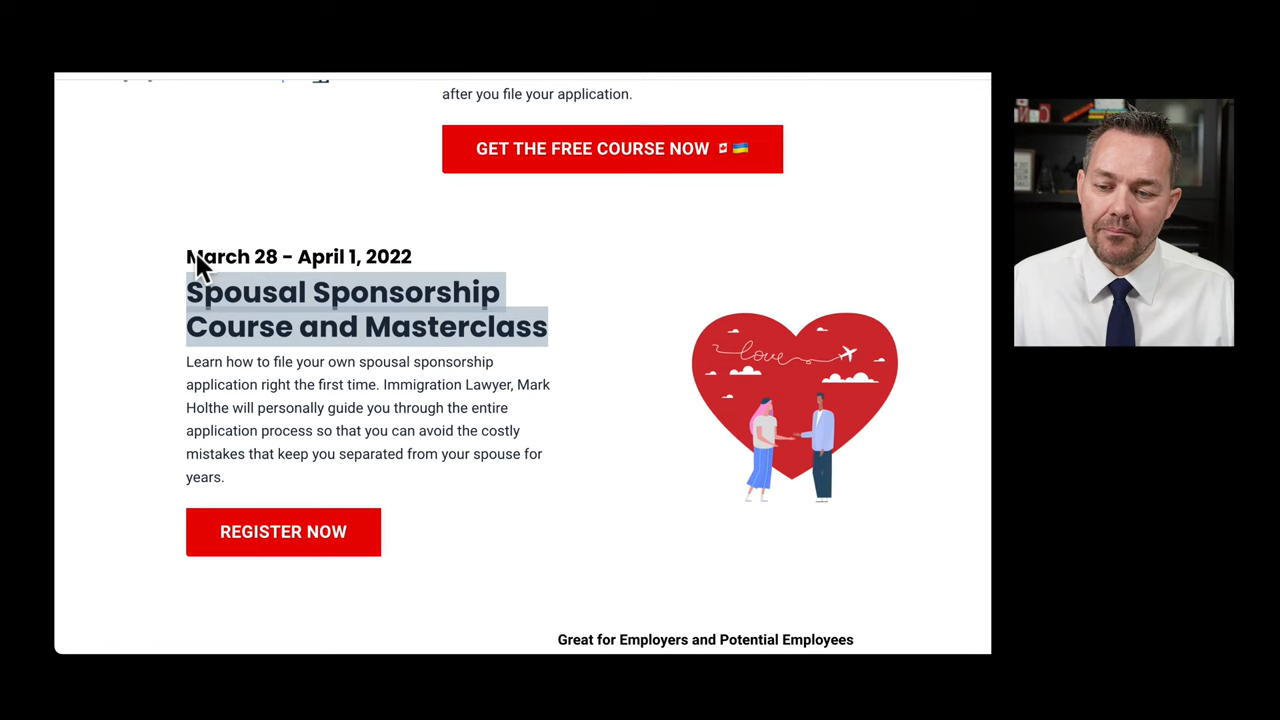 after you file your application.
GET THE FREE COURSE NOW
March 28 - April 1, 2022
Spousal Sponsorship
Course and Masterclass
Learn how to file your own spousal sponsorship
application right the first time. Immigration Lawyer, Mark
Holthe will personally guide you through the entire
application process so that you can avoid the costly
mistakes that keep you separated from your spouse for
years.
love
REGISTER NOW
Great for Employers and Potential Employees